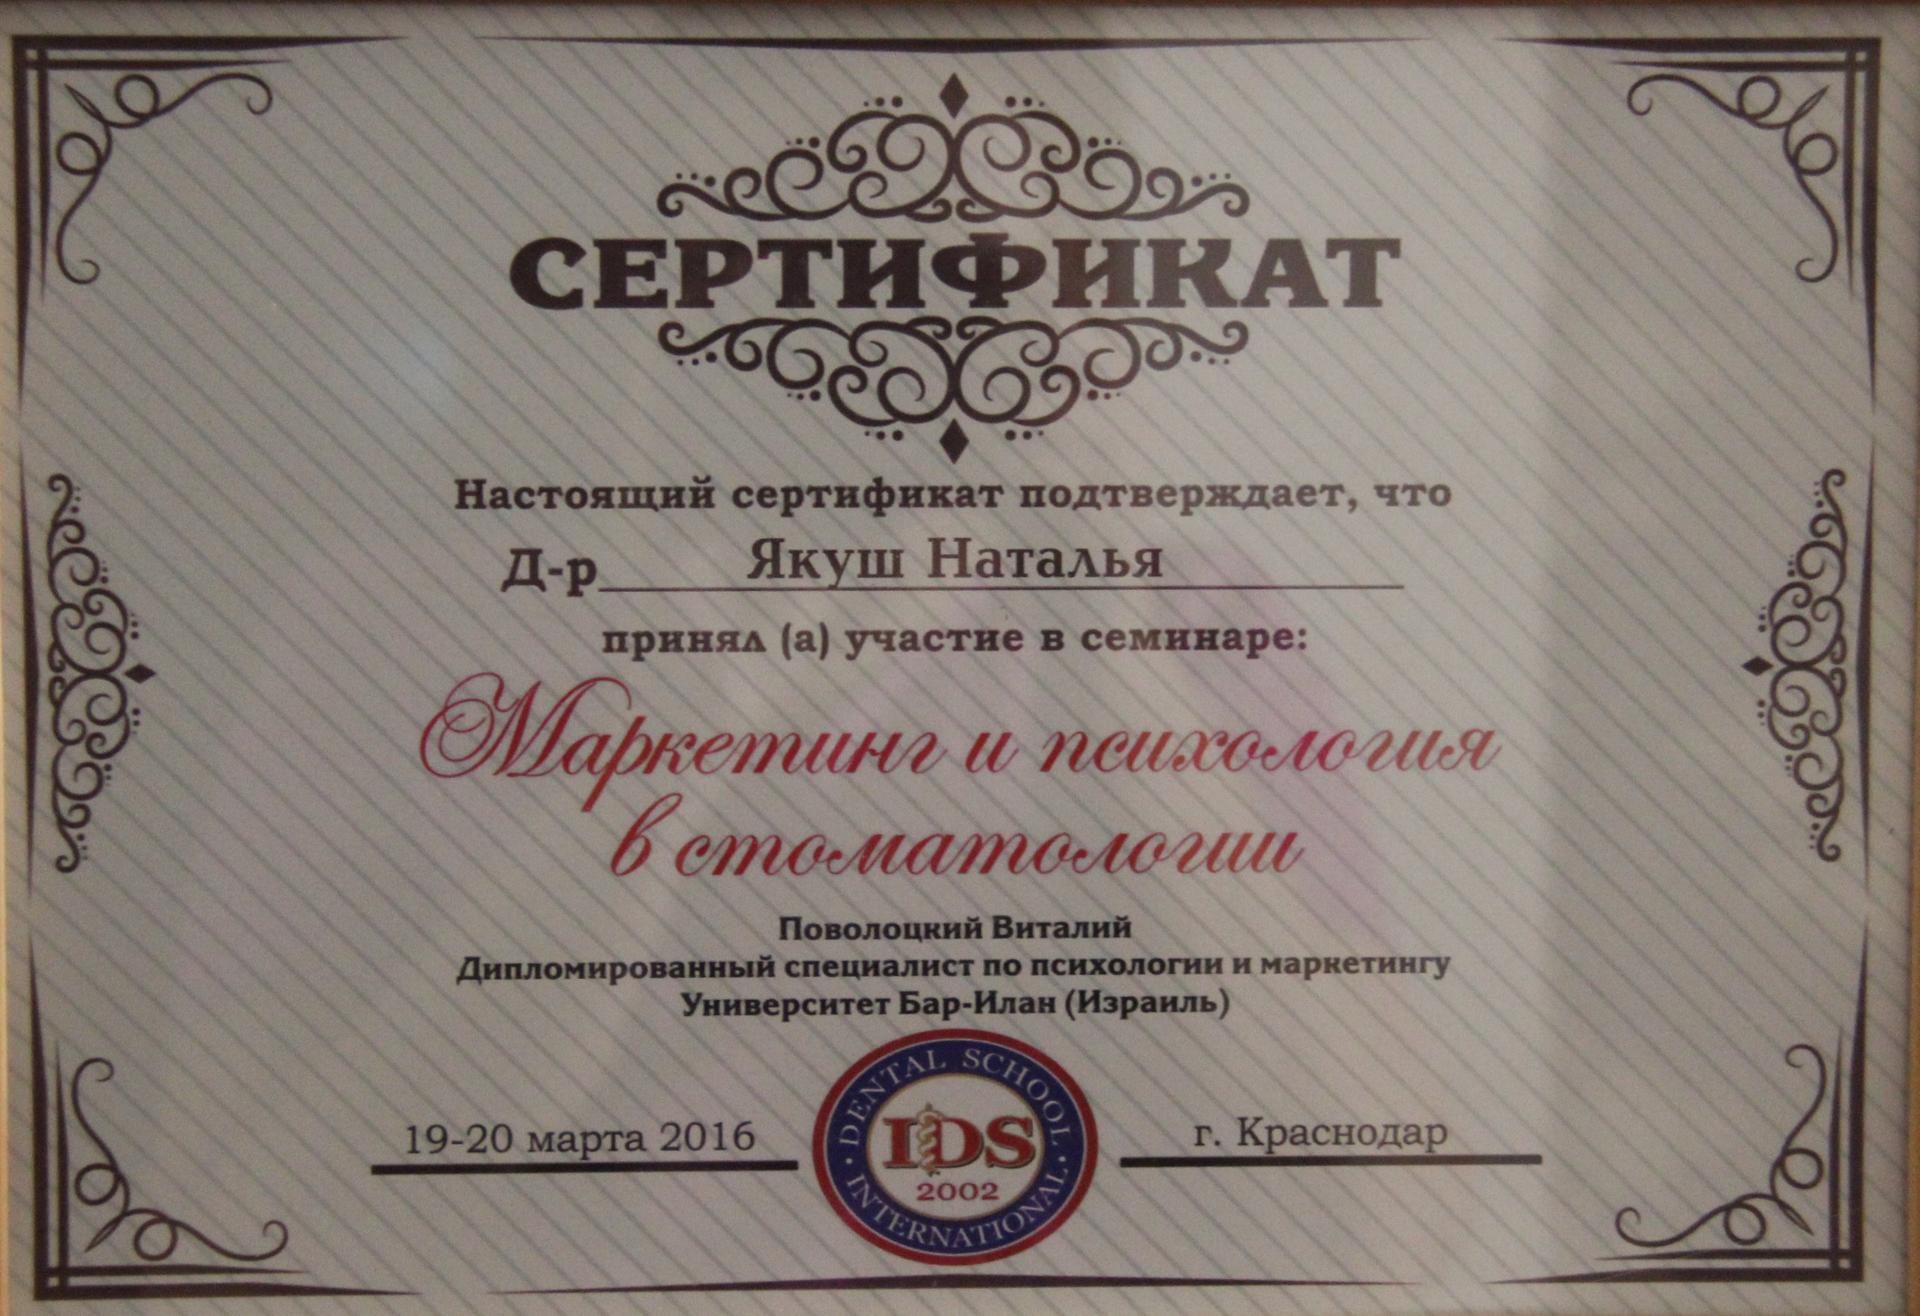 СЕРТИФИКАТ
Настоящий сертификат подтверждает, что
Д-р Якуш Наталья
принял (а) участие в семинаре:
Маркетинг и психология
в стоматологии
Поволоцкий Виталий
Дипломированный специалист по психологии и маркетингу
Университет Бар-Илан (Израиль)
19-20 марта 2016
DENTAL SCHOOL
IDS
2002
INTERNATIONAL
г. Краснодар